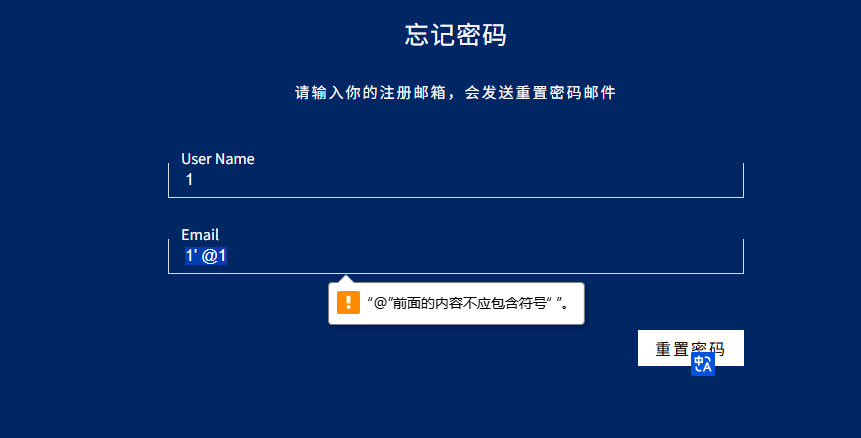 忘记密码
请输入你的注册邮箱，会发送重置密码邮件
User Name
1
Email
1' @1
“@”前面的内容不应包含符号“ ”。
重置密码